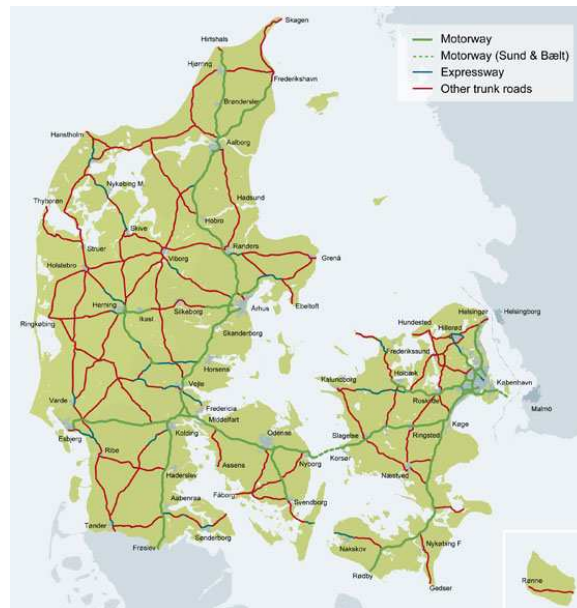 Skagen
Hirtshals
Hjørring
Frederikshavn
Brønderslev
Hanstholm
Aalborg
Nykøbing M.
Hadsund
Thyborøn
Hobro
Skive
Struer
Randers
Viborg
Grenå
Holstebro
Herning
Silkeborg
Ebeltoft
Ikast
Århus
Ringkøbing
Skanderborg
Horsens
Vejle
Varde
Fredericia
Middelfart
Esbjerg
Kolding
Odense
Ribe
Assens
Nyborg
Korsør
Haderslev
Fåborg
Svendborg
Aabenraa
Tønder
Sønderborg
Frøslev
Motorway
Motorway (Sund & Bælt)
Expressway
Other trunk roads
Helsingør
Helsingborg
Hundested
Hillerød
Frederikssund
Holbæk
København
Kalundborg
Roskilde
Malmö
Køge
Slagelse
Ringsted
Næstved
Nakskov
Nykøbing F
Rødby
Gedser
Rønne